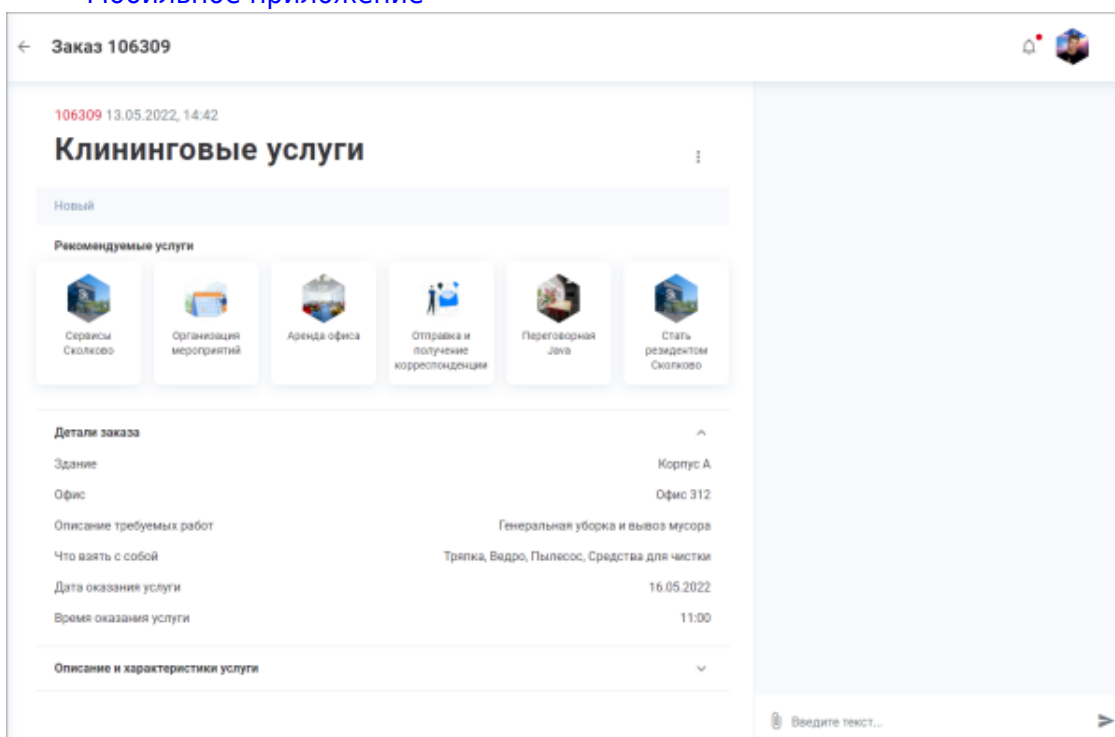 Мобильное приложение
Заказ 106309
106309 13.05.2022, 14:42
Клининговые услуги
Новый
Рекомендуемые услуги
Сервисы
Сколково
Организация
мероприятий
Аренда офиса
Отправка и
получение
корреспонденции
Переговорная
Java
Стать
резидентом
Сколково
Детали заказа
Здание Корпус А
Офис Офис 312
Описание требуемых работ Генеральная уборка и вывоз мусора
Что взять с собой Тряпка, Ведро, Пылесос, Средства для чистки
Дата оказания услуги 16.05.2022
Время оказания услуги 11:00
Описание и характеристики услуги
Введите текст...